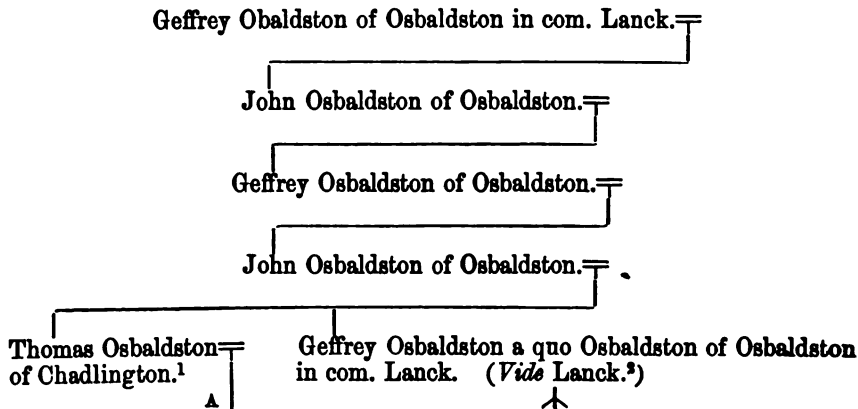 Geffrey Obaldston of Osbaldston in com. Lanck.
John Osbaldston of Osbaldston.
Geffrey Osbaldston of Osbaldston.
John Osbaldston of Osbaldston.
Thomas Osbaldston
of Chadlington.¹
Geffrey Osbaldston a quo Osbaldston of Osbaldston
in com. Lanck. (Vide Lanck.²)
A